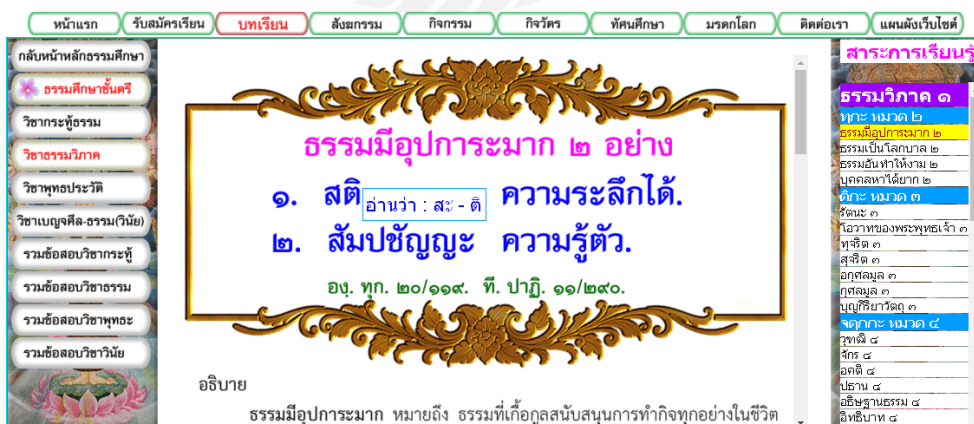 หน้าแรก
รับสมัครเรียน
บทเรียน
สังฆกรรม
กิจกรรม
กิจวัตร
ทัศนศึกษา
มรดกโลก
ติดต่อเรา
แผนผังเว็บไซต์
กลับหน้าหลักธรรมศึกษา
ธรรมศึกษาชั้นตรี
วิชากระทู้ธรรม
วิชาธรรมวิภาค
วิชาพุทธประวัติ
วิชาเบญจศีล-ธรรม(วินัย)
รวมข้อสอบวิชากระทู้
รวมข้อสอบวิชาธรรม
รวมข้อสอบวิชาพุทธะ
รวมข้อสอบวิชาวินัย
ธรรมมีอุปการะมาก ๒ อย่าง
๑. สติ ความระลึกได้.
อ่านว่า : สะ - ติ
๒. สัมปชัญญะ ความรู้ตัว.
องฺ. ทุก. ๒๐/๑๑๙. ที. ปาฏิ. ๑๑/๒๙๐.
อธิบาย
ธรรมมีอุปการะมาก หมายถึง ธรรมที่เกื้อกูลสนับสนุนการทำกิจทุกอย่างในชีวิต
สาระการเรียนรู้
ธรรมวิภาค ๑
ทุกะ หมวด ๒
ธรรมมีอุปการะมาก ๒
ธรรมเป็นโลกบาล ๒
ธรรมอันทำให้งาม ๒
บุคคลหาได้ยาก ๒
ติกะ หมวด ๓
รัตนะ ๓
โอวาทของพระพุทธเจ้า ๓
ทุจริต ๓
สุจริต ๓
อกุศลมูล ๓
กุศลมูล ๓
บุญกิริยาวัตถุ ๓
จตุกกะ หมวด ๔
วุฑฒิ ๔
จักร ๔
อคติ ๔
ปธาน ๔
อธิษฐานธรรม ๔
อิทธิบาท ๔